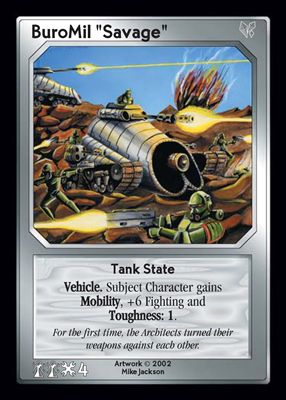 BuroMil "Savage"
Tank State
Vehicle. Subject Character gains
Mobility, +6 Fighting and
Toughness: 1.
For the first time, the Architects turned their
weapons against each other.
4
Artwork © 2002
Mike Jackson